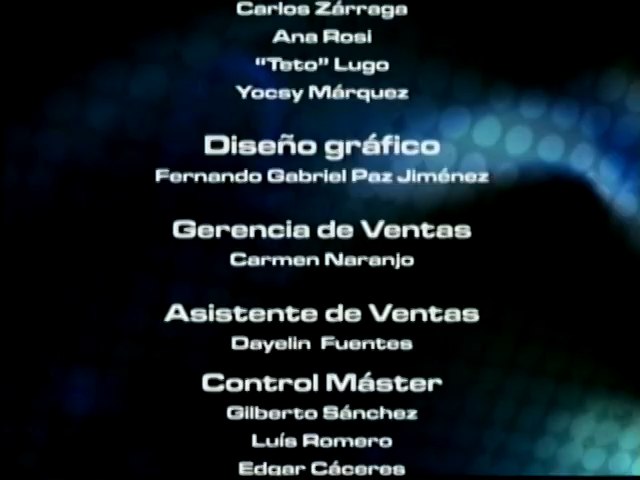 Carlos Zárraga
Ana Rosi
“Teto” Lugo
Yocsy Márquez
Diseño gráfico
Fernando Gabriel Paz Jiménez
Gerencia de Ventas
Carmen Naranjo
Asistente de Ventas
Dayelin Fuentes
Control Máster
Gilberto Sánchez
Luís Romero
Edgar Cáceres